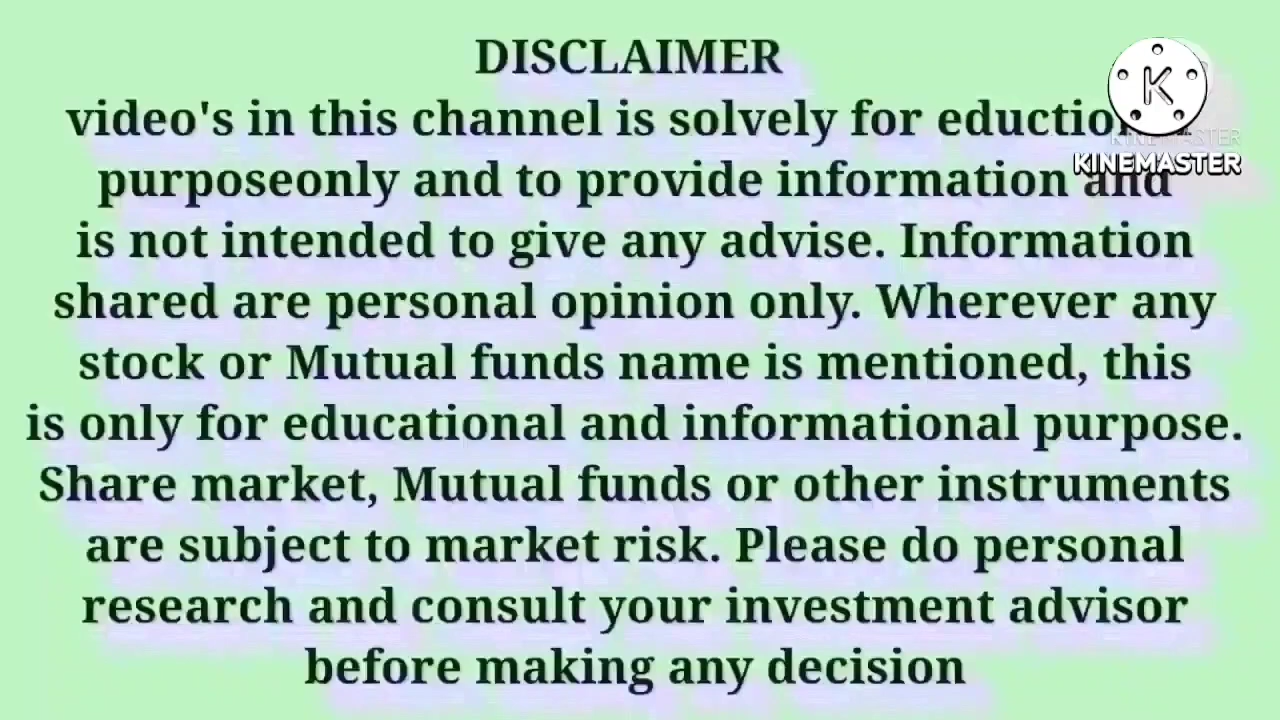 DISCLAIMER
video's in this channel is solvely for eduction
purposeonly and to provide information and
is not intended to give any advise. Information
shared are personal opinion only. Wherever any
stock or Mutual funds name is mentioned, this
is only for educational and informational purpose.
Share market, Mutual funds or other instruments
are subject to market risk. Please do personal
research and consult your investment advisor
before making any decision
K
KINEMASTER
KINEMASTER